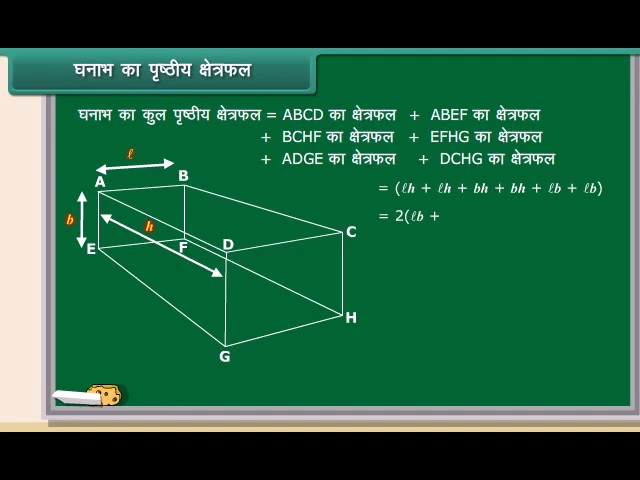 घनाभ का पृष्ठीय क्षेत्रफल
घनाभ का कुल पृष्ठीय क्षेत्रफल = ABCD का क्षेत्रफल + ABEF का क्षेत्रफल
+ BCHF का क्षेत्रफल + EFHG का क्षेत्रफल
+ ADGE का क्षेत्रफल + DCHG का क्षेत्रफल
= (ℓh + ℓh + bh + bh + ℓb + ℓb)
= 2(ℓb +
ℓ
A B
b h
E F D C
H
G